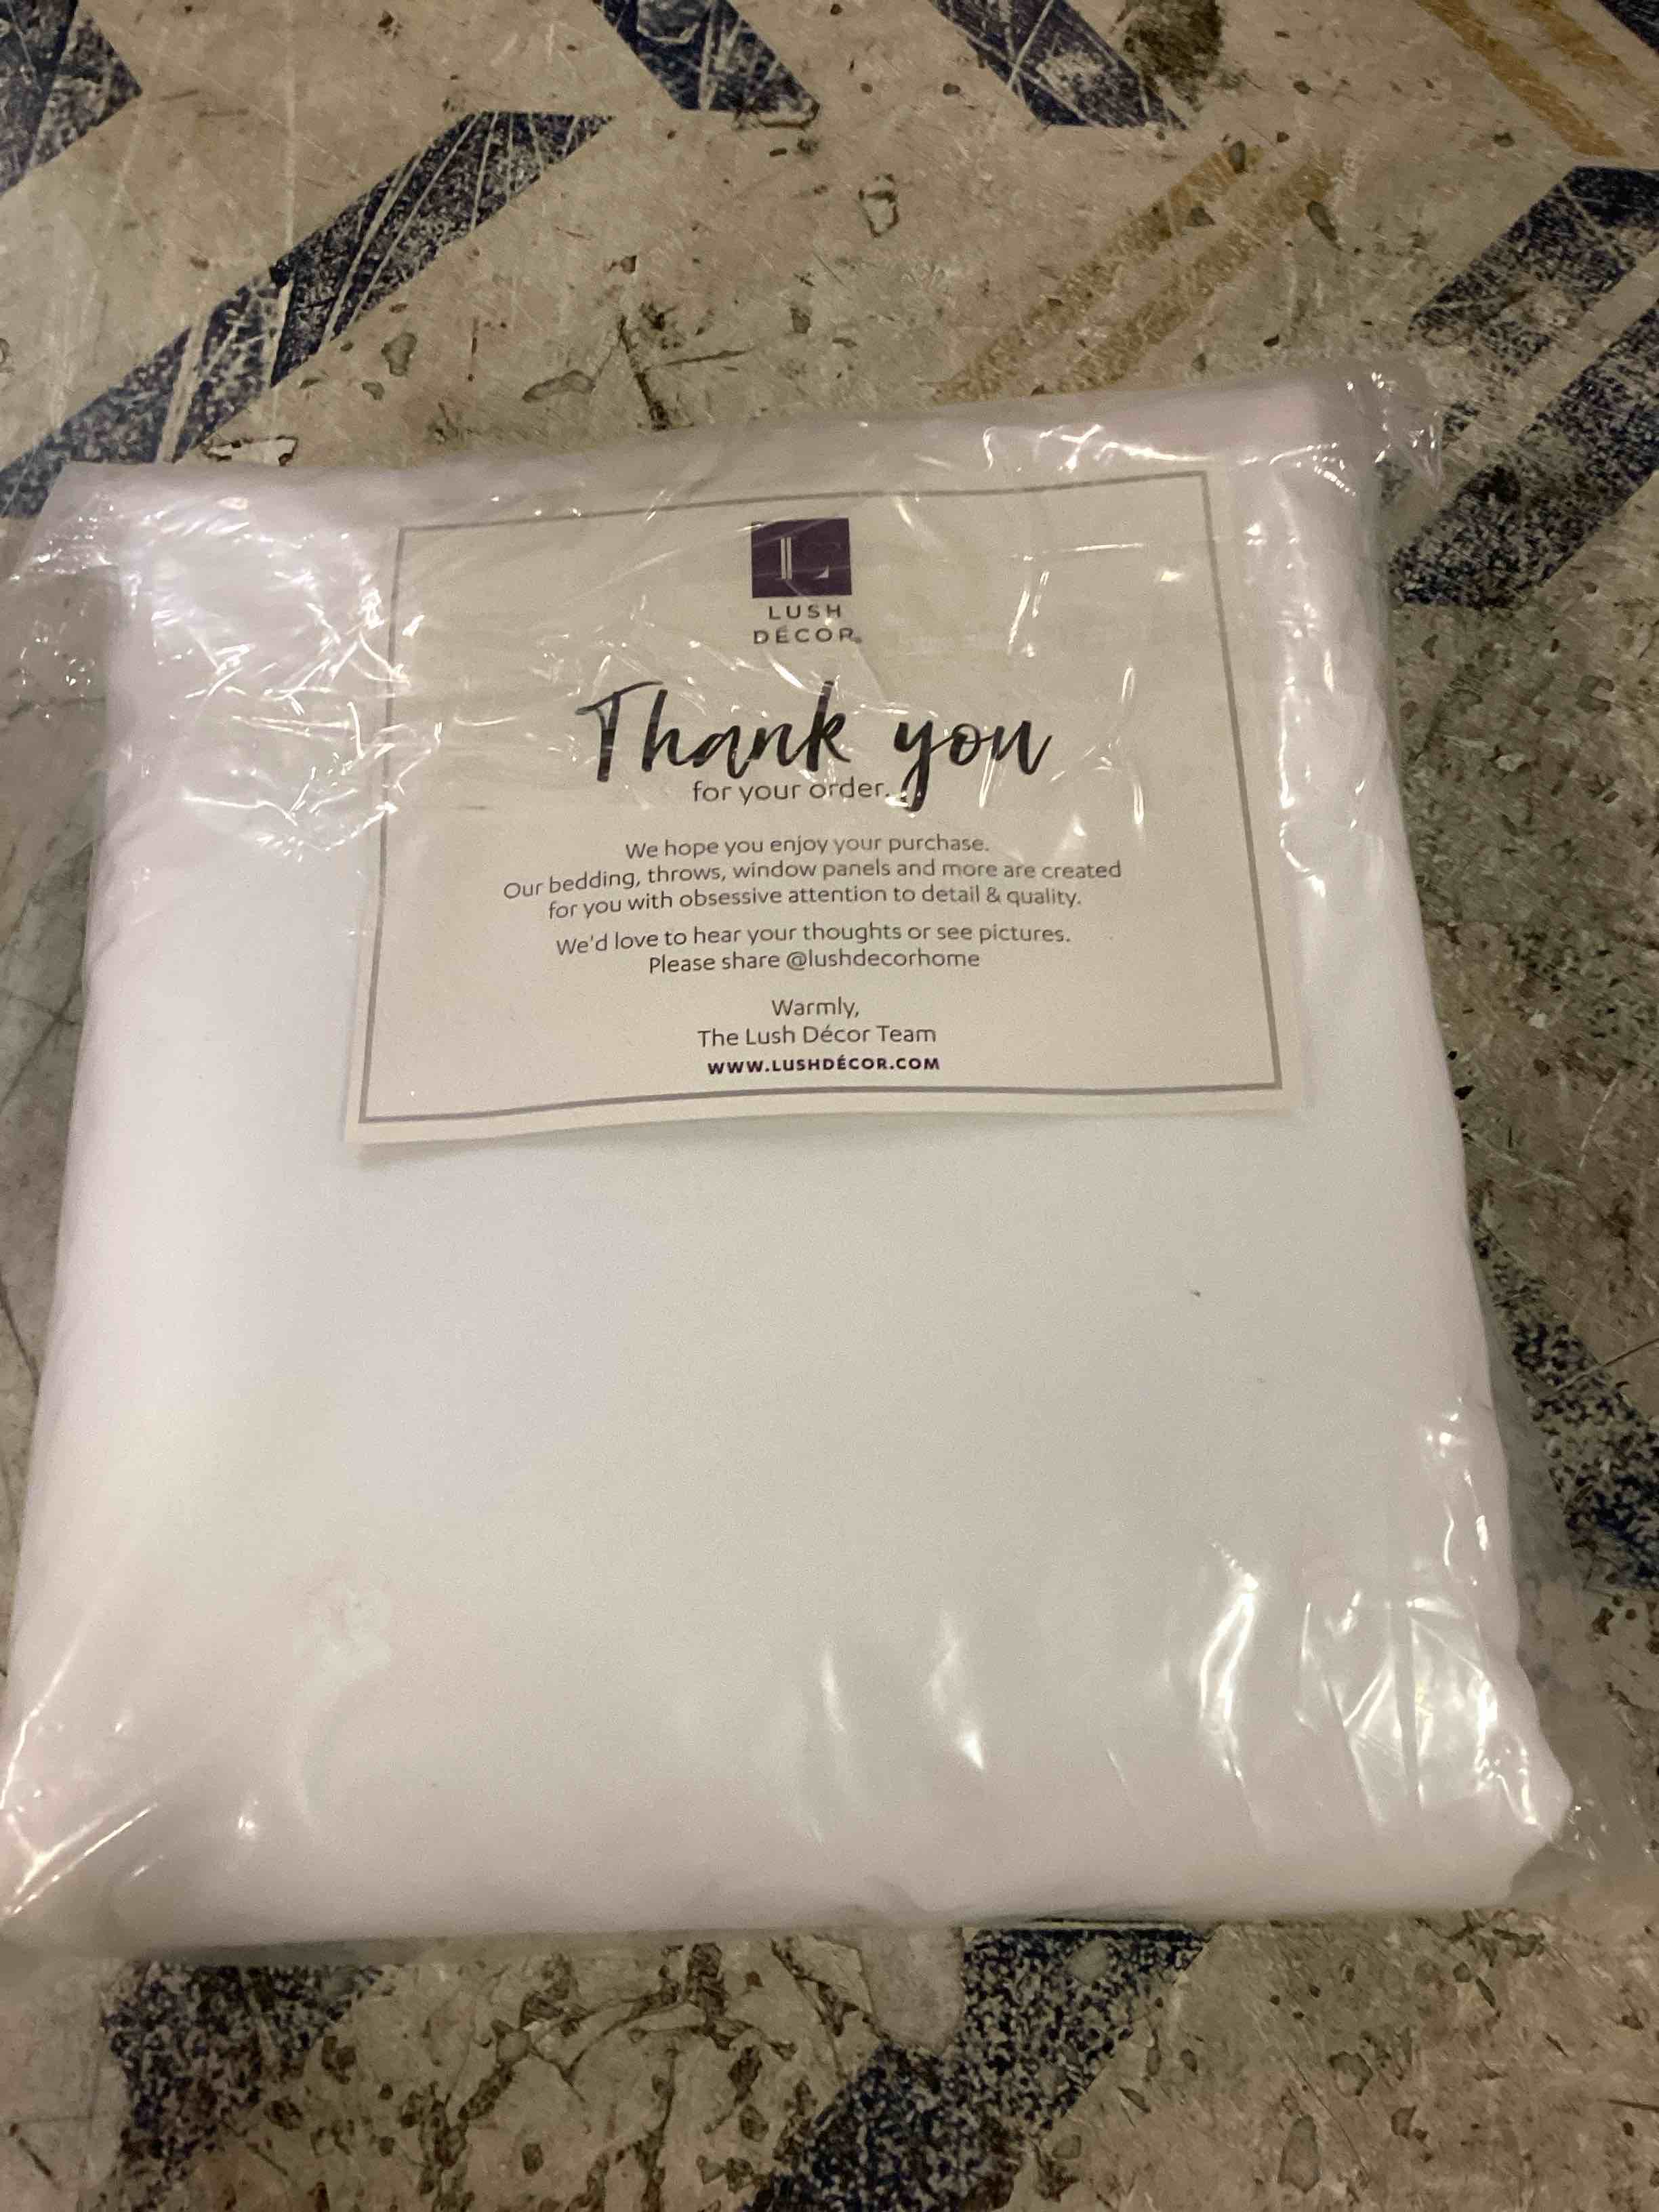 LUSH
DÉCOR®
Thank you
for your order.
We hope you enjoy your purchase.
Our bedding, throws, window panels and more are created
for you with obsessive attention to detail & quality.
We'd love to hear your thoughts or see pictures.
Please share @lushdecorhome
Warmly,
The Lush Décor Team
WWW.LUSHDÉCOR.COM